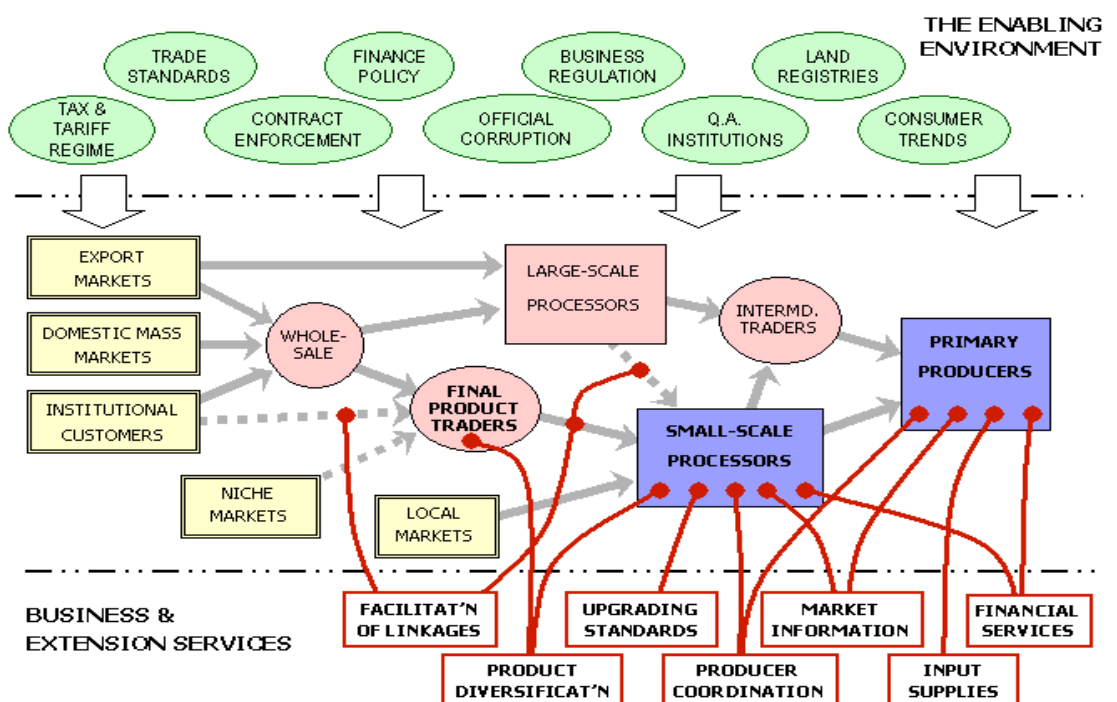 THE ENABLING
ENVIRONMENT
TRADE
STANDARDS
FINANCE
POLICY
BUSINESS
REGULATION
LAND
REGISTRIES
TAX &
TARIFF
REGIME
CONTRACT
ENFORCEMENT
OFFICIAL
CORRUPTION
Q.A.
INSTITUTIONS
CONSUMER
TRENDS
EXPORT
MARKETS
LARGE-SCALE
PROCESSORS
INTERMD.
TRADERS
DOMESTIC MASS
MARKETS
WHOLE-
SALE
PRIMARY
PRODUCERS
INSTITUTIONAL
CUSTOMERS
FINAL
PRODUCT
TRADERS
SMALL-SCALE
PROCESSORS
NICHE
MARKETS
LOCAL
MARKETS
BUSINESS &
EXTENSION SERVICES
FACILITAT'N
OF LINKAGES
UPGRADING
STANDARDS
MARKET
INFORMATION
FINANCIAL
SERVICES
PRODUCT
DIVERSIFICAT'N
PRODUCER
COORDINATION
INPUT
SUPPLIES